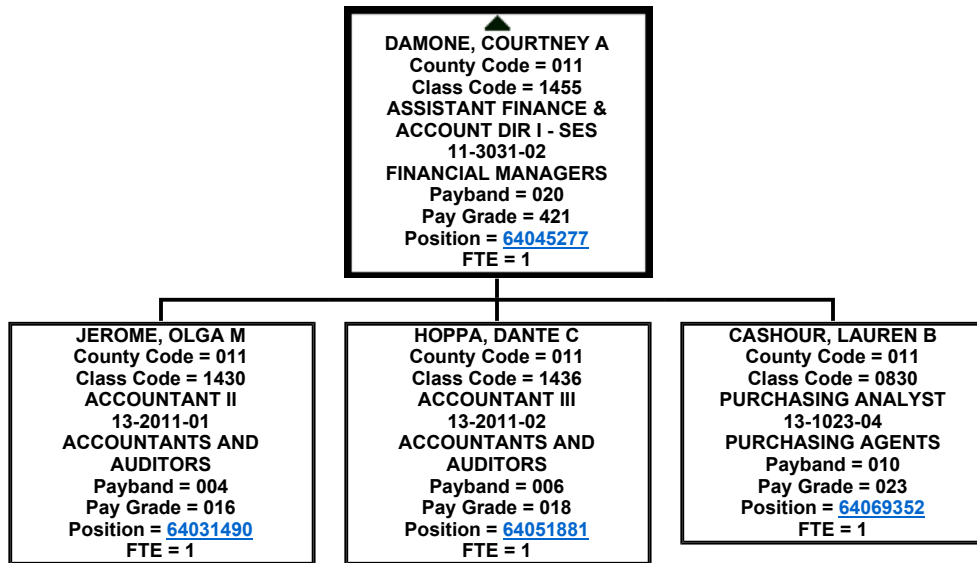 DAMONE, COURTNEY A
County Code = 011
Class Code = 1455
ASSISTANT FINANCE &
ACCOUNT DIR I - SES
11-3031-02
FINANCIAL MANAGERS
Payband = 020
Pay Grade = 421
Position = 64045277
FTE = 1
JEROME, OLGA M
County Code = 011
Class Code = 1430
ACCOUNTANT II
13-2011-01
ACCOUNTANTS AND
AUDITORS
Payband = 004
Pay Grade = 016
Position = 64031490
FTE = 1
HOPPA, DANTE C
County Code = 011
Class Code = 1436
ACCOUNTANT III
13-2011-02
ACCOUNTANTS AND
AUDITORS
Payband = 006
Pay Grade = 018
Position = 64051881
FTE = 1
CASHOUR, LAUREN B
County Code = 011
Class Code = 0830
PURCHASING ANALYST
13-1023-04
PURCHASING AGENTS
Payband = 010
Pay Grade = 023
Position = 64069352
FTE = 1